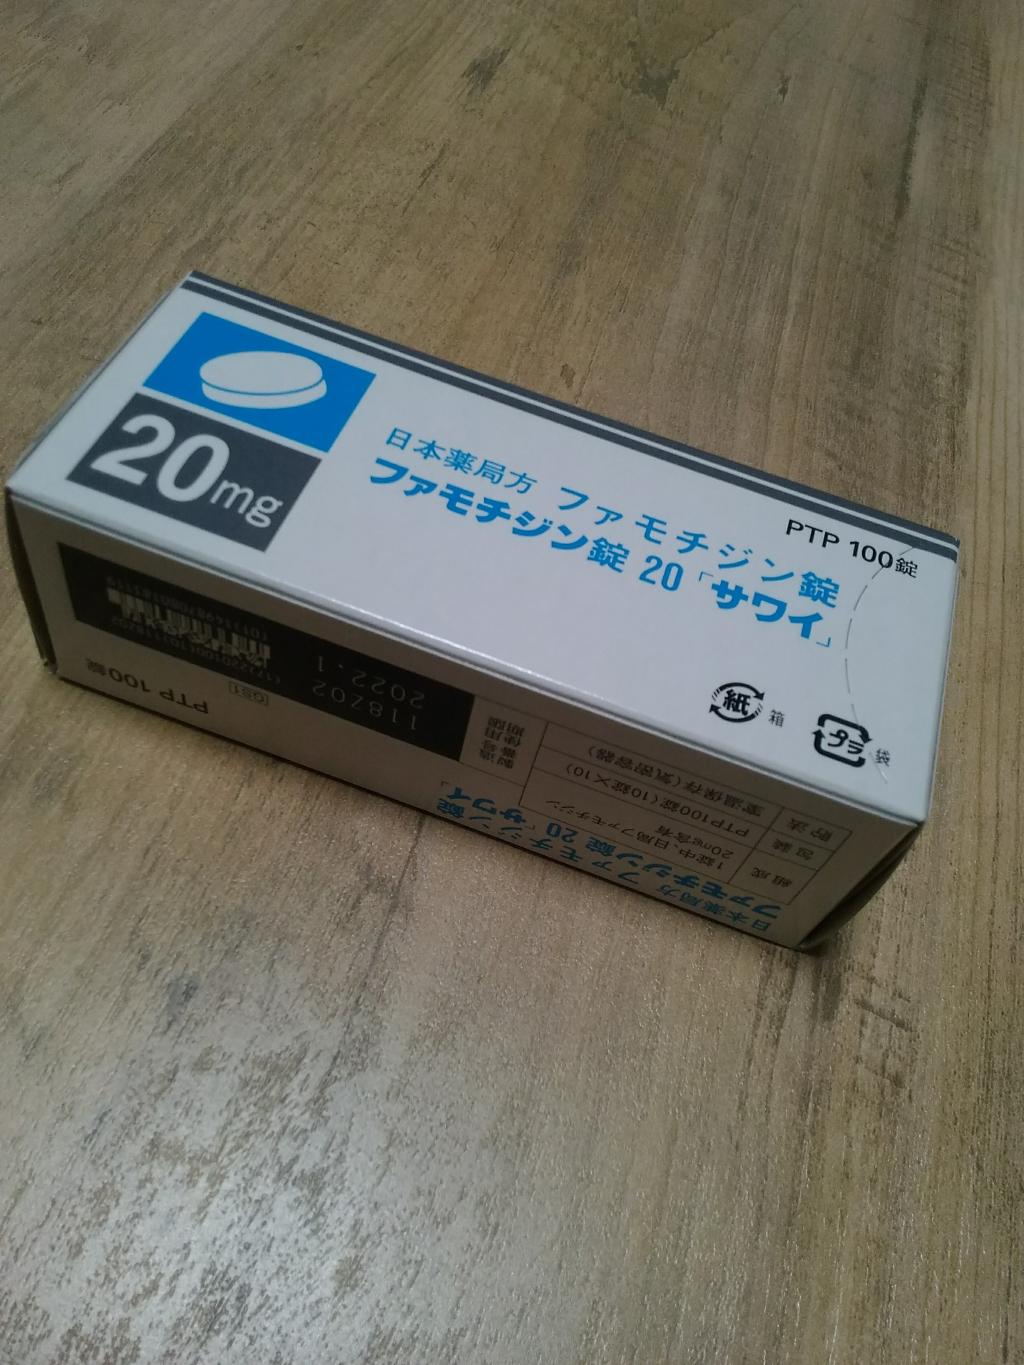 20mg
日本薬局方 ファモチジン錠
ファモチジン錠 20「サワイ」
PTP 100錠
紙 箱
プラ 袋
日本薬局方 ファモチジン錠
ファモチジン錠 20「サワイ」
組成 1錠中、日局ファモチジン
20mg含有
包装 PTP100錠(10錠×10)
貯法 室温保存(気密容器)
製造番号 118Z02
使用期限 2022.1
GS1
PTP 100錠